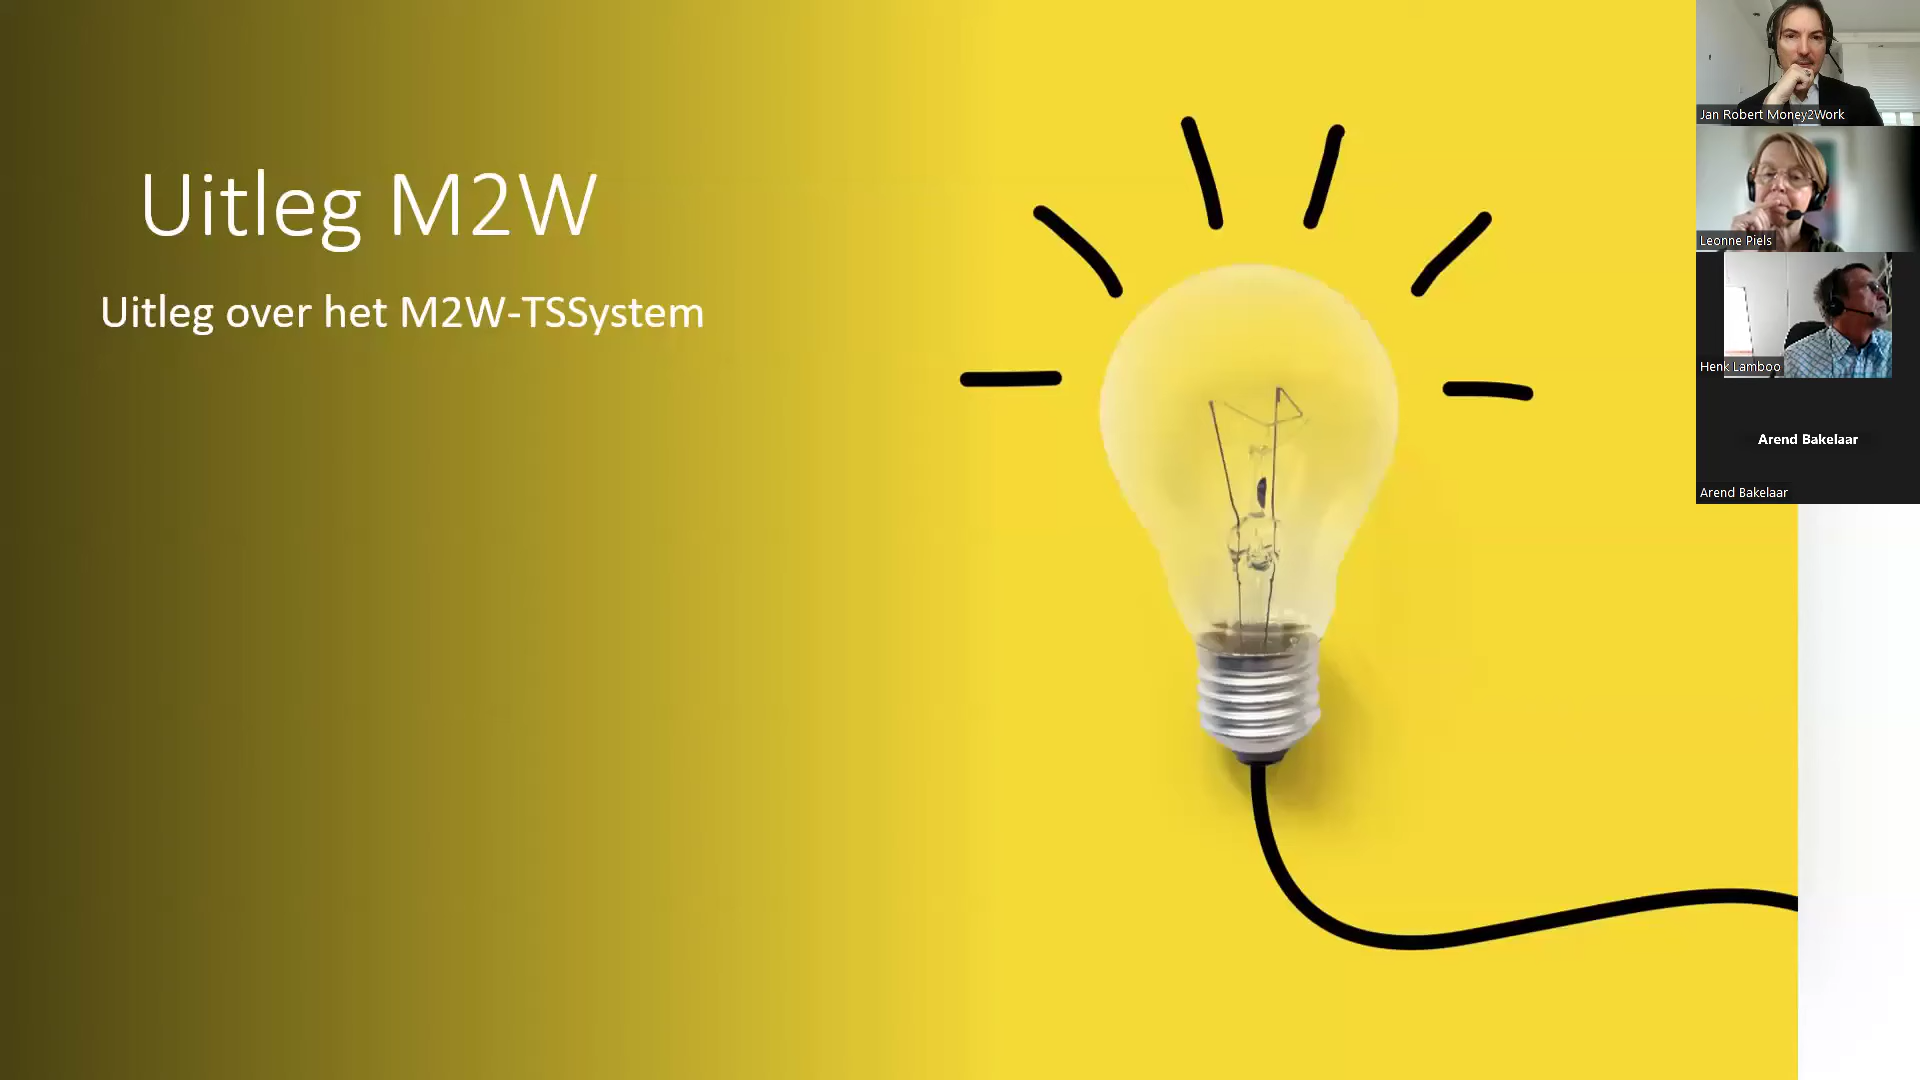 Uitleg M2W
Uitleg over het M2W-TSSystem
Jan Robert Money2Work
Leonne Piels
Henk Lamboo
Arend Bakelaar
Arend Bakelaar